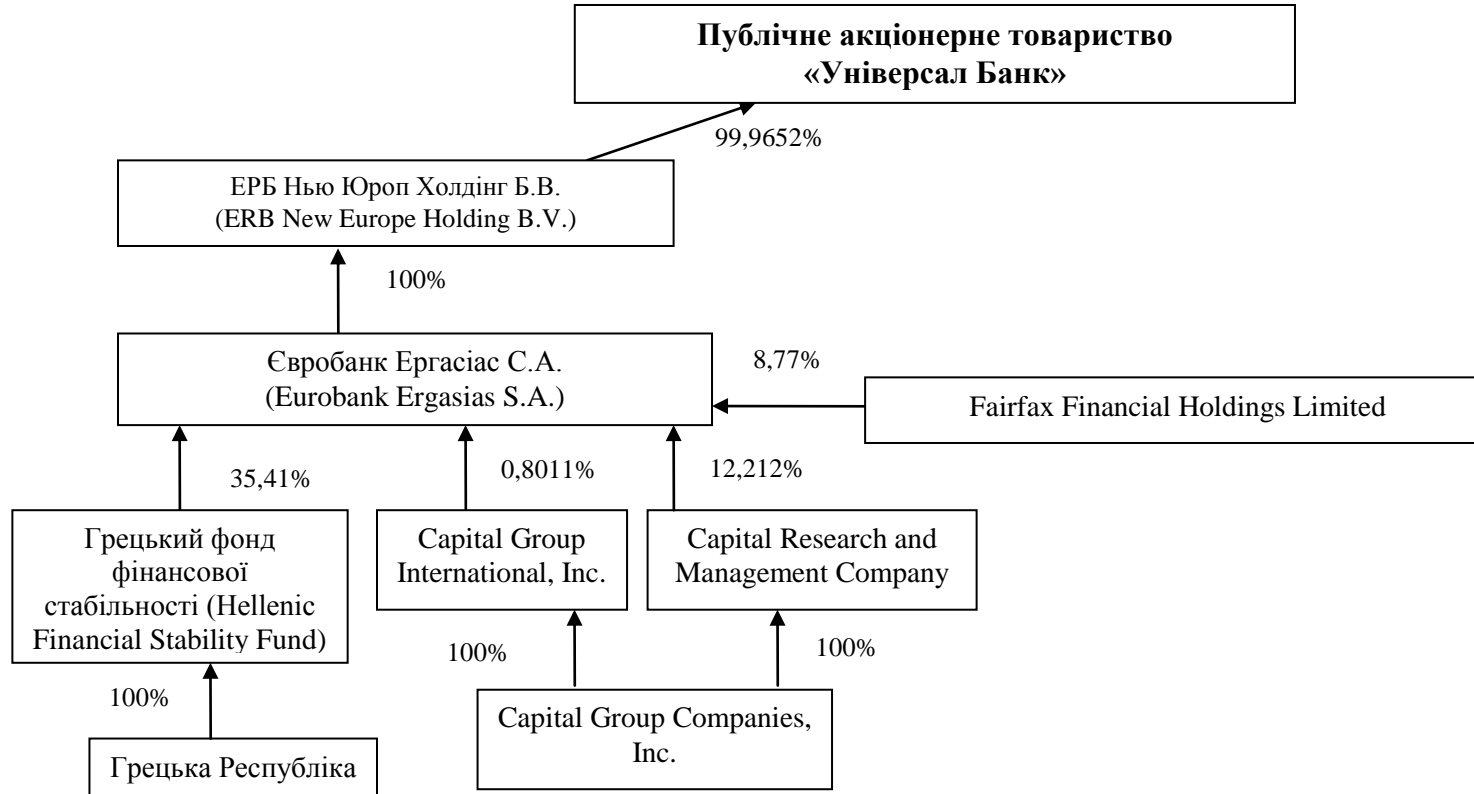 Публічне акціонерне товариство
«Універсал Банк»
99,9652%
ЕРБ Нью Юроп Холдінг Б.В.
(ERB New Europe Holding B.V.)
100%
Євробанк Ергасіас С.А.
(Eurobank Ergasias S.A.)
8,77%
Fairfax Financial Holdings Limited
35,41%
0,8011%
12,212%
Грецький фонд
фінансової
стабільності (Hellenic
Financial Stability Fund)
Capital Group
International, Inc.
Capital Research and
Management Company
100%
100%
100%
Capital Group Companies,
Inc.
Грецька Республіка